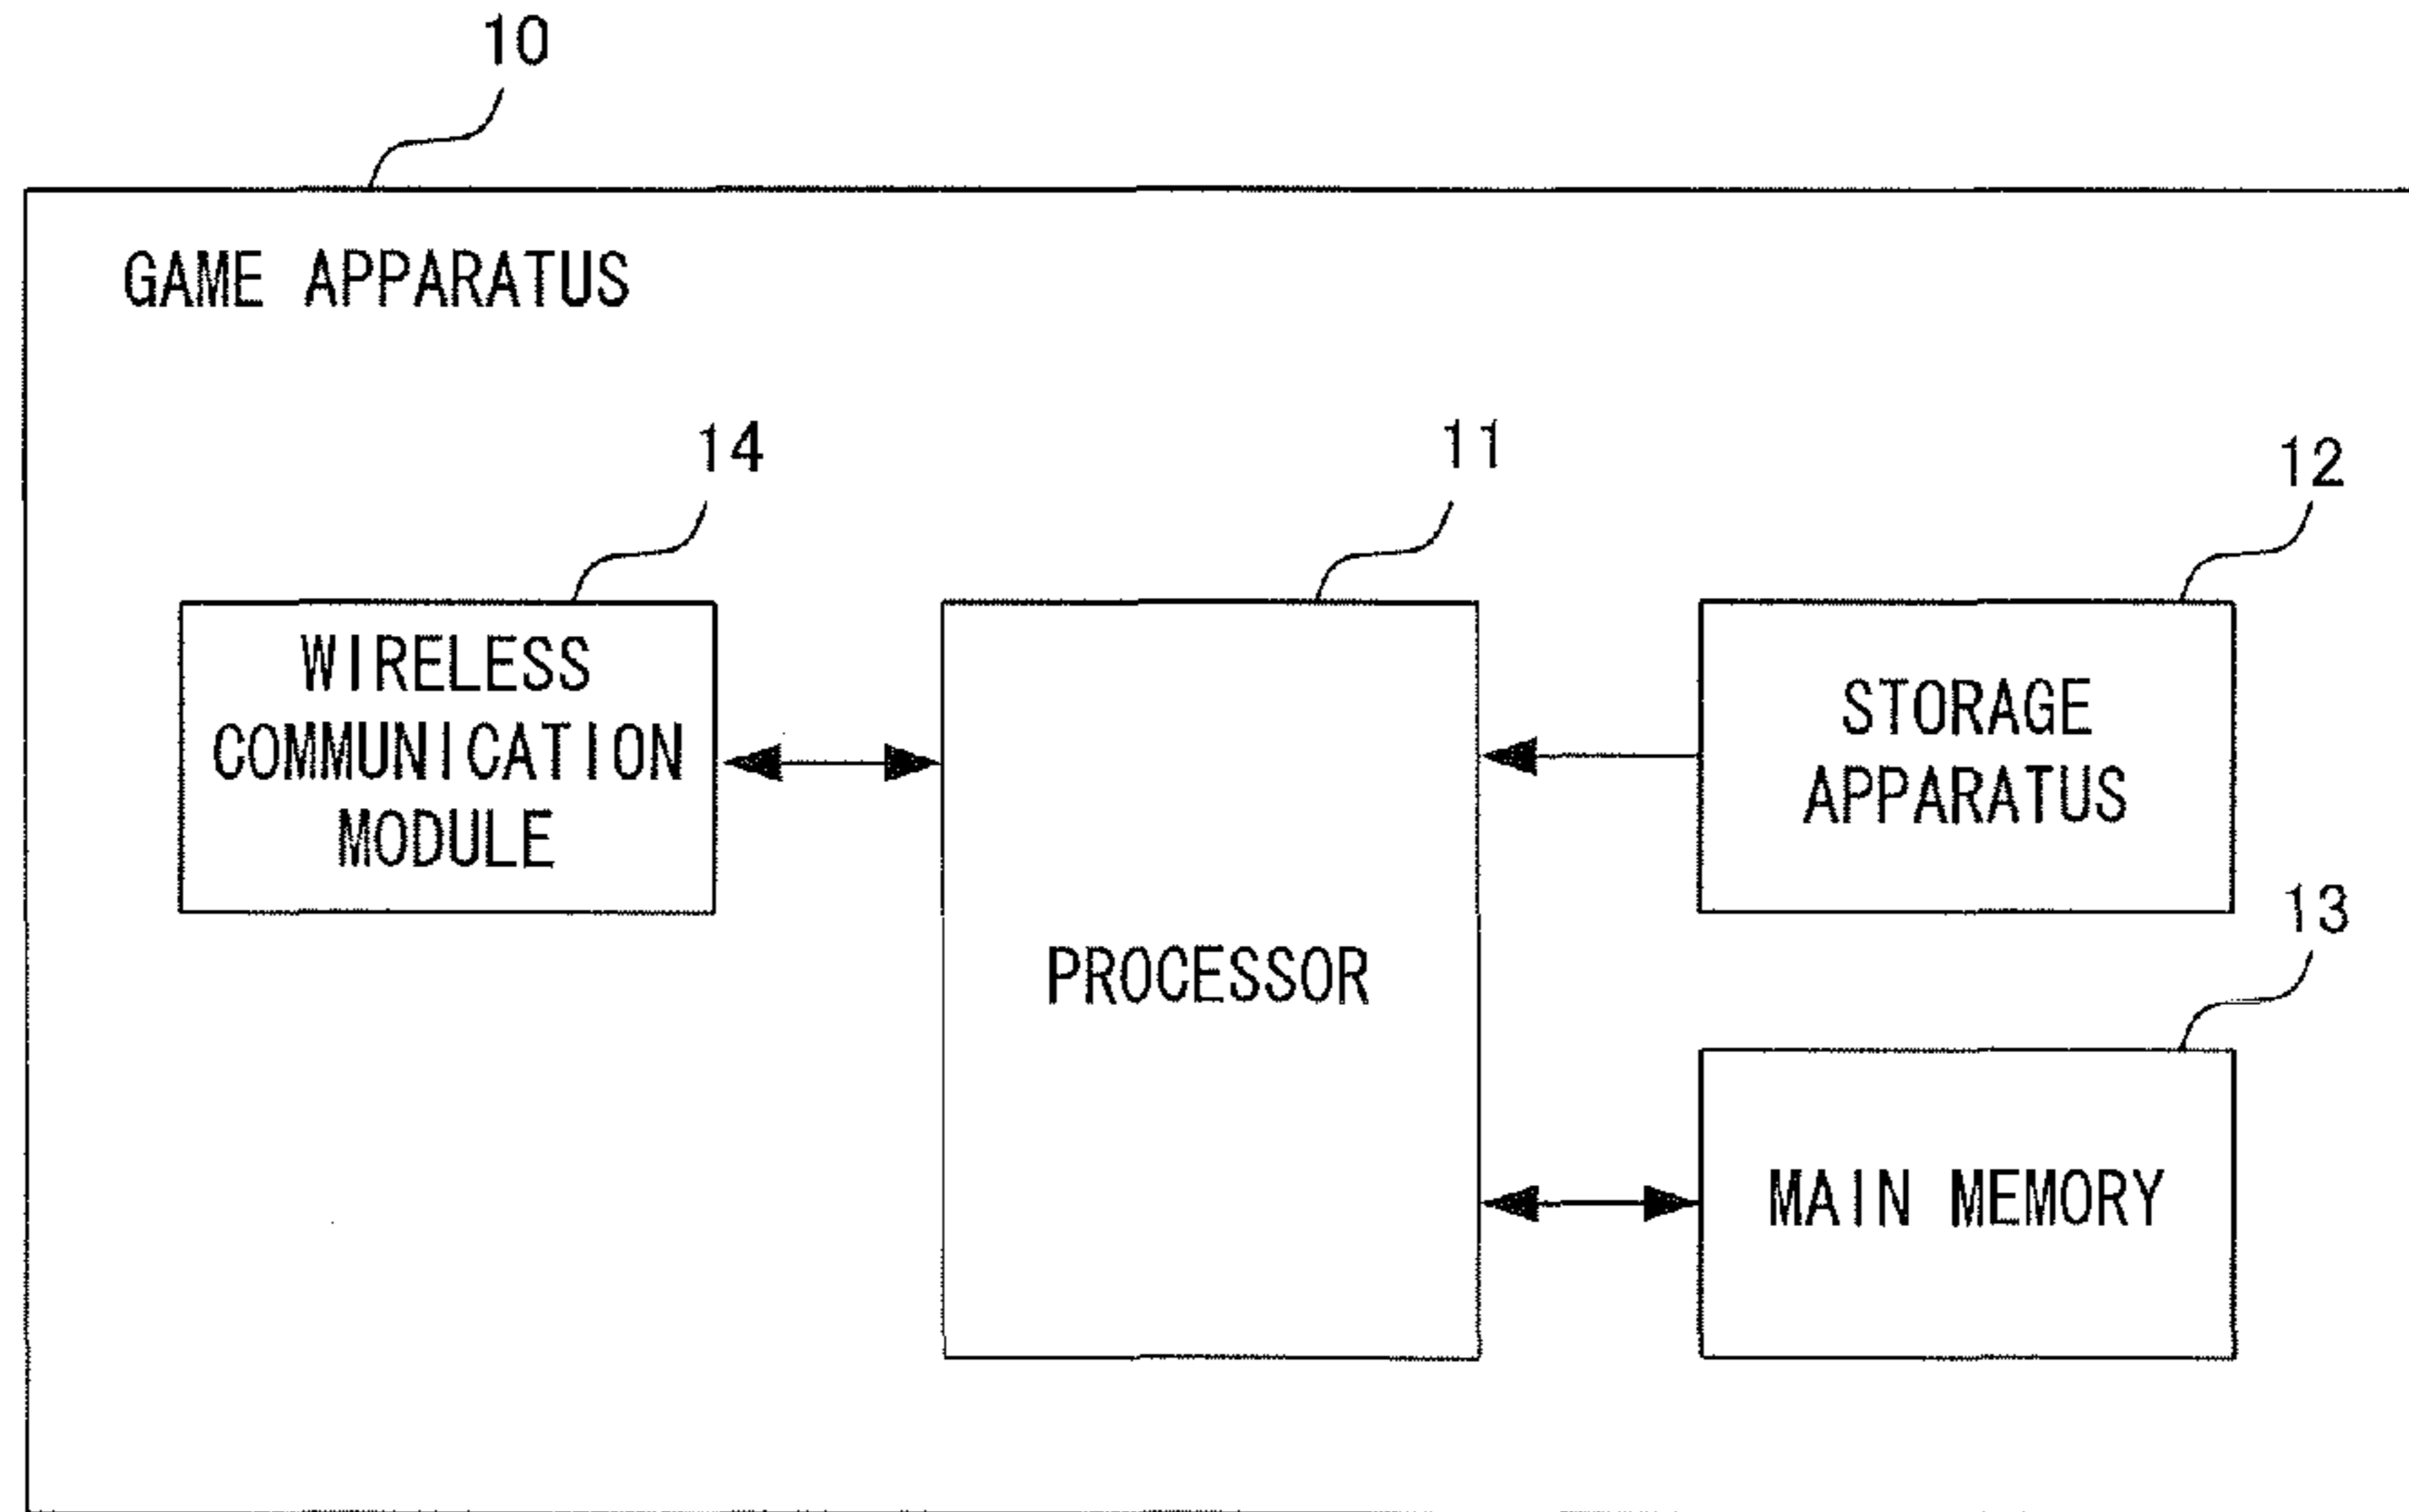 10
GAME APPARATUS
14
11
12
WIRELESS
COMMUNICATION
MODULE
PROCESSOR
STORAGE
APPARATUS
13
MAIN MEMORY